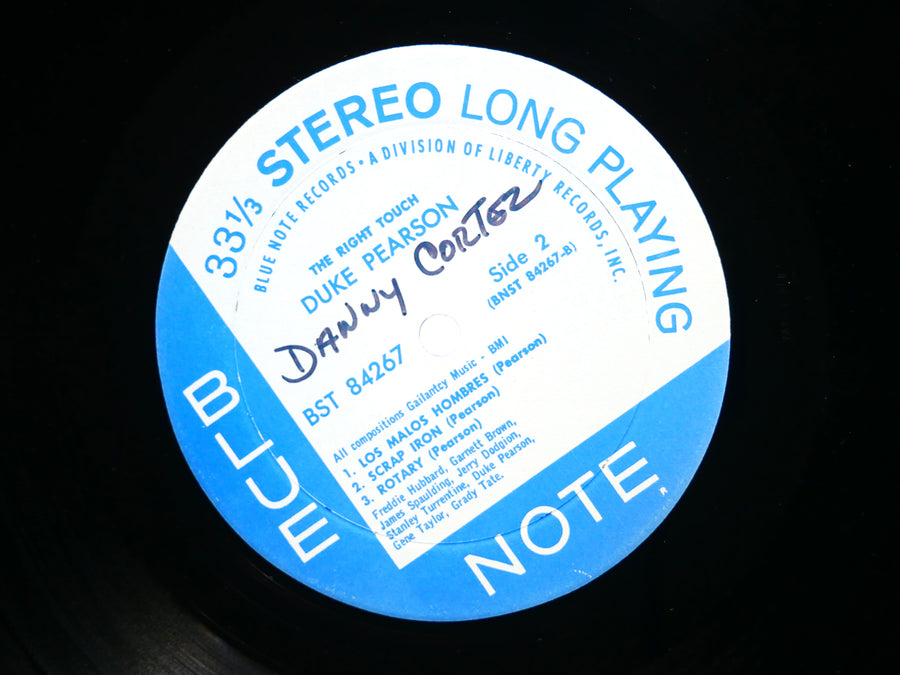 33⅓ STEREO LONG PLAYING
BLUE NOTE RECORDS • A DIVISION OF LIBERTY RECORDS, INC.
THE RIGHT TOUCH
DUKE PEARSON
DANNY CORTEZ
Side 2
BST 84267
(BNST 84267-B)
All compositions Gailantcy Music - BMI
1. LOS MALOS HOMBRES (Pearson)
2. SCRAP IRON (Pearson)
3. ROTARY (Pearson)
Freddie Hubbard, Garnett Brown,
James Spaulding, Jerry Dodgion,
Stanley Turrentine, Duke Pearson,
Gene Taylor, Grady Tate.
BLUE
NOTE
R